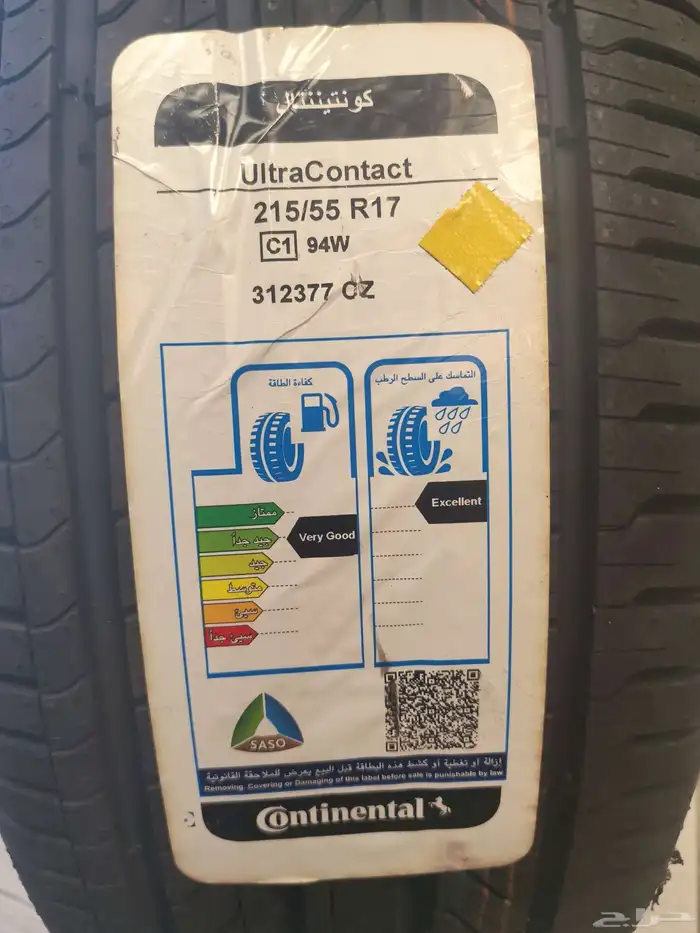 كونتيننتال
UltraContact
215/55 R17
C1 94W
312377 CZ
كفاءة الطاقة
التماسك على السطح الرطب
ممتاز
Excellent
جيد جداً
Very Good
جيد
متوسط
سيئ
سيئ جداً
SASO
إزالة أو تغطية أو كشط هذه البطاقة قبل البيع يعرض للملاحقة القانونية
Removing, Covering or Damaging of this label before sale is punishable by law
Continental
حراج